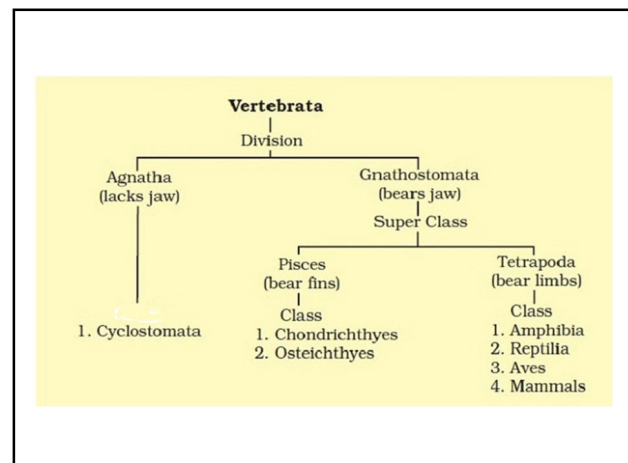 Vertebrata
Division
Agnatha
(lacks jaw)
Gnathostomata
(bears jaw)
Super Class
Pisces
(bear fins)
Tetrapoda
(bear limbs)
1. Cyclostomata
Class
1. Chondrichthyes
2. Osteichthyes
Class
1. Amphibia
2. Reptilia
3. Aves
4. Mammals